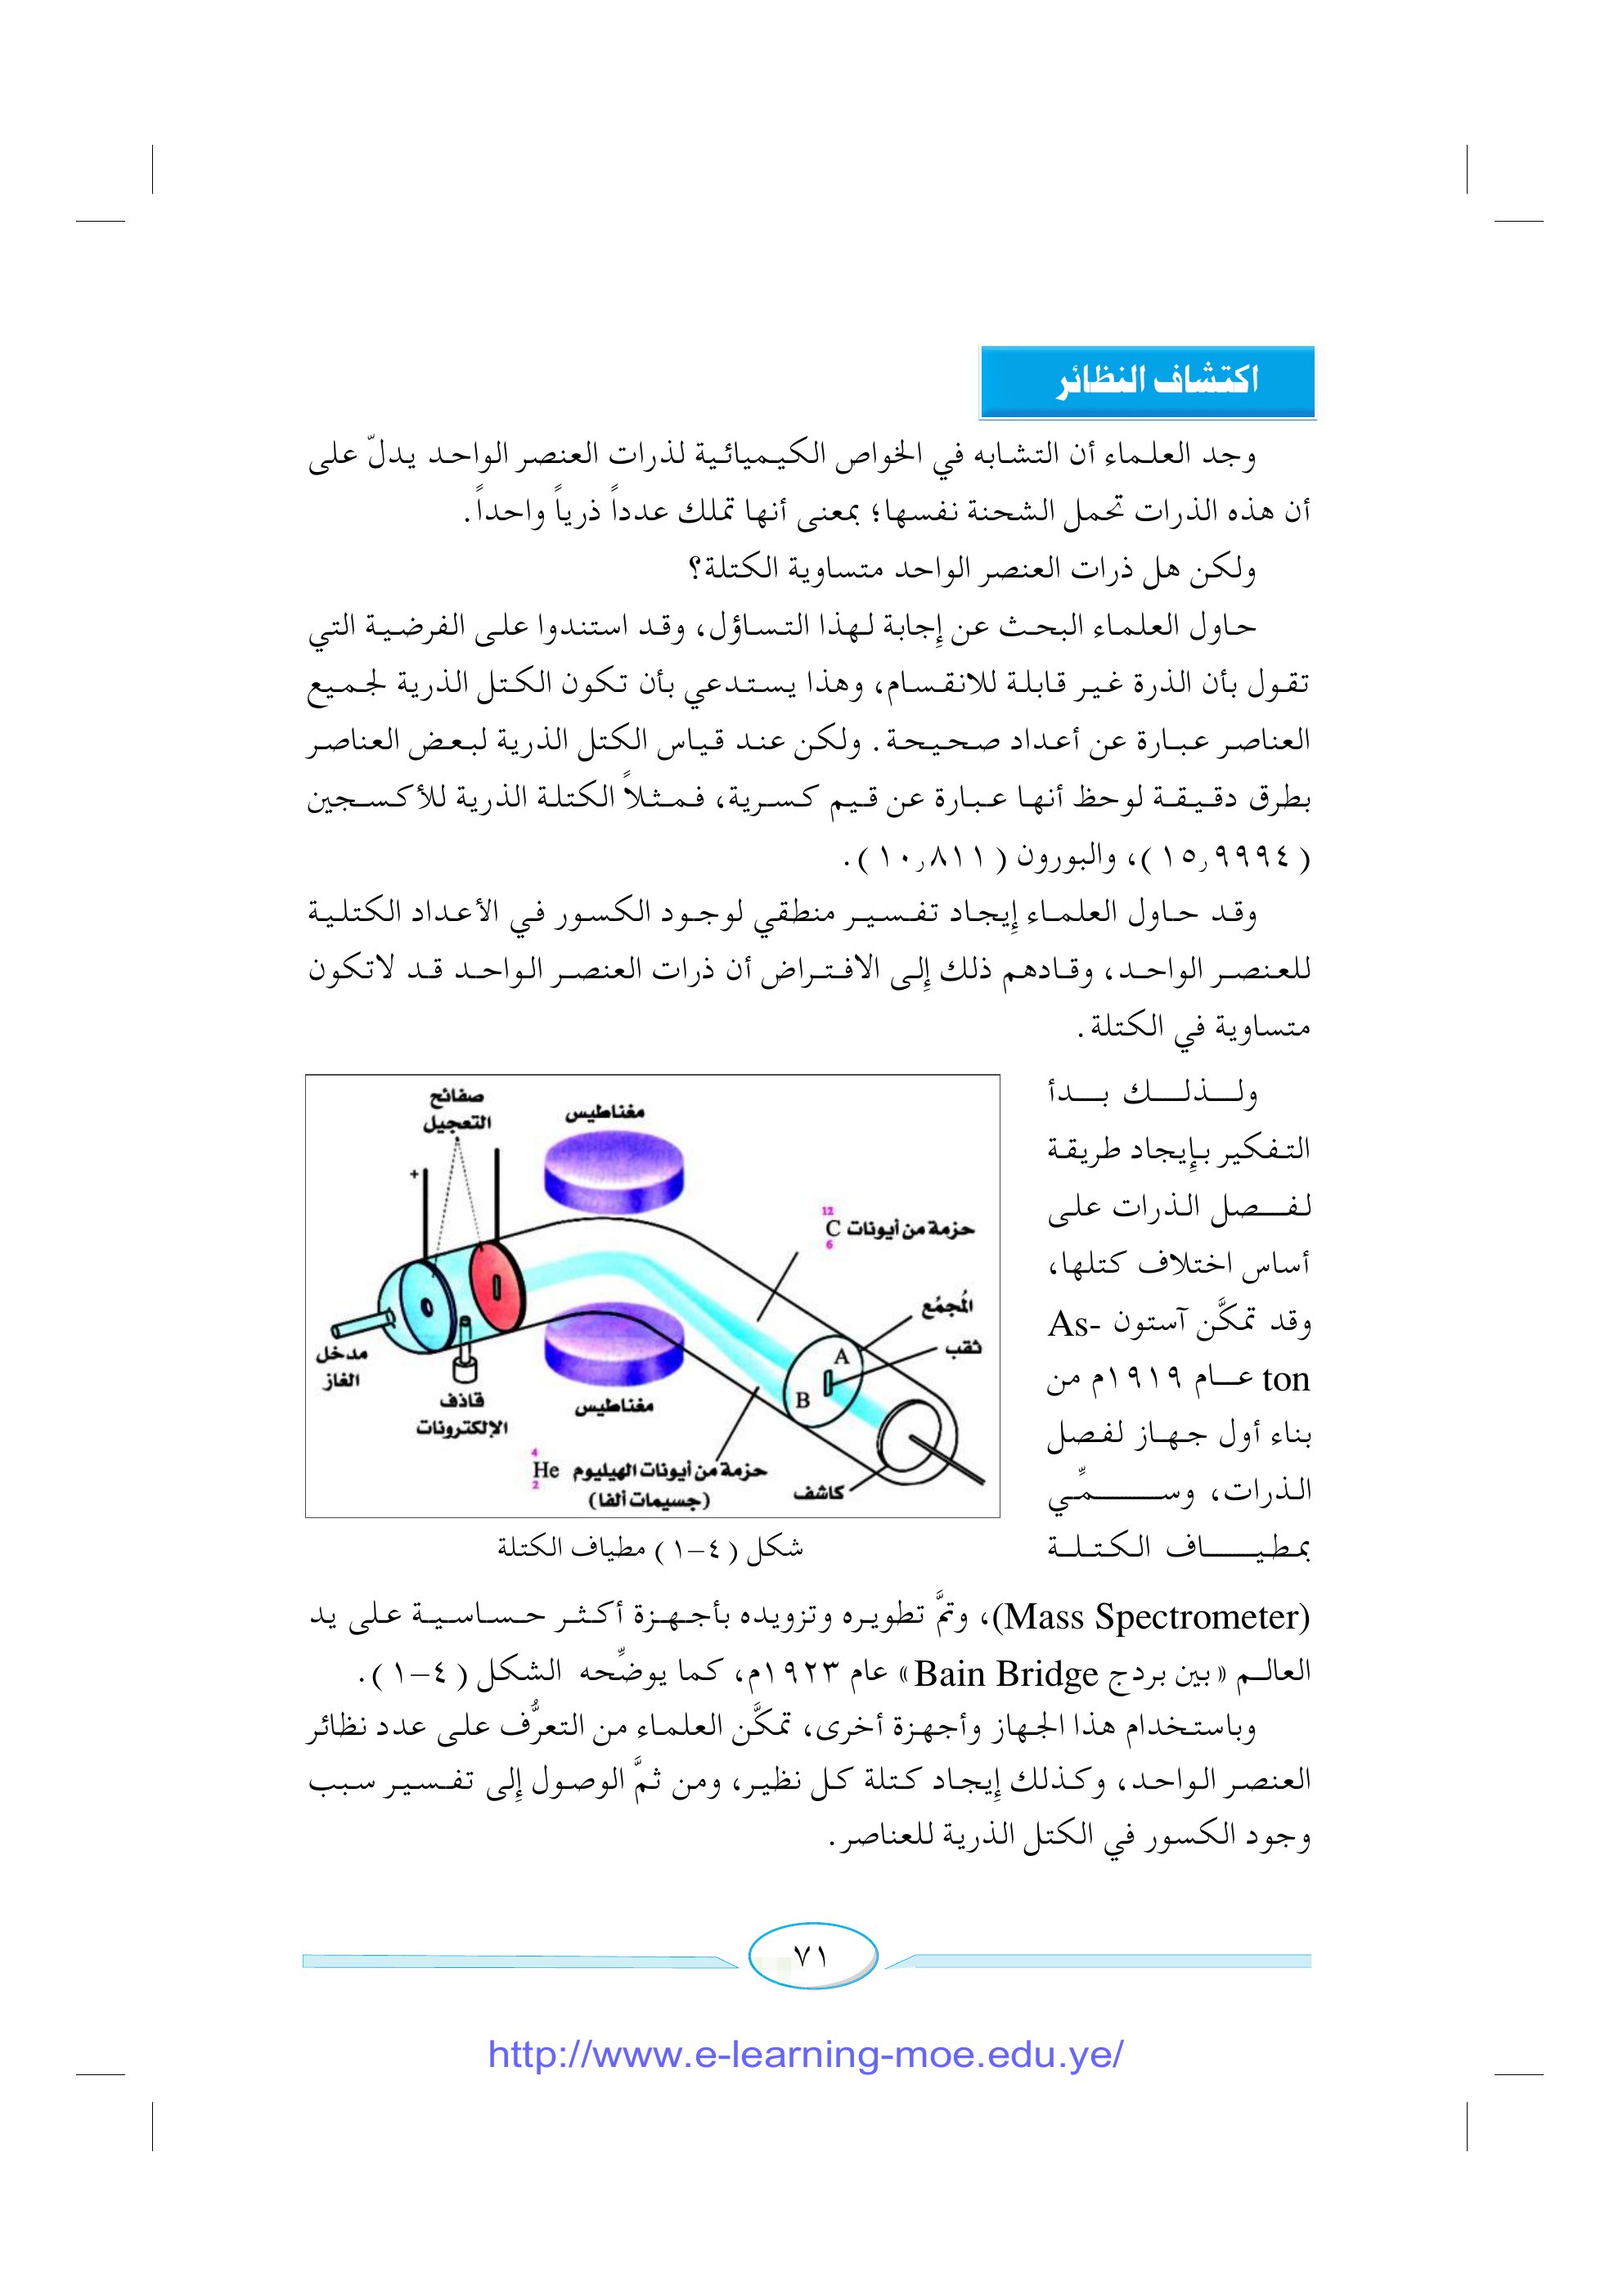 اكتشاف النظائر
وجد العلماء أن التشابه في الخواص الكيميائية لذرات العنصر الواحد يدلّ على
أن هذه الذرات تحمل الشحنة نفسها؛ بمعنى أنها تملك عدداً ذرياً واحداً.
ولكن هل ذرات العنصر الواحد متساوية الكتلة؟
حاول العلماء البحث عن إجابة لهذا التساؤل، وقد استندوا على الفرضية التي
تقول بأن الذرة غير قابلة للانقسام، وهذا يستدعي بأن تكون الكتل الذرية لجميع
العناصر عبارة عن أعداد صحيحة. ولكن عند قياس الكتل الذرية لبعض العناصر
بطرق دقيقة لوحظ أنها عبارة عن قيم كسرية، فمثلاً الكتلة الذرية للأكسجين
(١٥٫٩٩٩٤)، والبورون (١٠٫٨١١).
وقد حاول العلماء إيجاد تفسير منطقي لوجود الكسور في الأعداد الكتلية
للعنصر الواحد، وقادهم ذلك إلى الافتراض أن ذرات العنصر الواحد قد لاتكون
متساوية في الكتلة.
ولذلك بدأ
التفكير بإيجاد طريقة
لفصل الذرات على
أساس اختلاف كتلها،
وقد تمكَّن آستون As-
ton عام ١٩١٩م من
بناء أول جهاز لفصل
الذرات، وسمِّي
بمطياف الكتلة
صفائح
التعجيل
مغناطيس
+
12
حزمة من أيونات C
6
المُجمِّع
ثقب
A
B
مدخل
الغاز
قاذف
الإلكترونات
مغناطيس
4
حزمة من أيونات الهيليوم He
2
(جسيمات ألفا)
كاشف
شكل (٤-١) مطياف الكتلة
(Mass Spectrometer)، وتمَّ تطويره وتزويده بأجهزة أكثر حساسية على يد
العالم «بين بردج Bain Bridge» عام ١٩٢٣م، كما يوضِّحه الشكل (٤-١).
وباستخدام هذا الجهاز وأجهزة أخرى، تمكَّن العلماء من التعرُّف على عدد نظائر
العنصر الواحد، وكذلك إيجاد كتلة كل نظير، ومن ثمَّ الوصول إلى تفسير سبب
وجود الكسور في الكتل الذرية للعناصر.
٧١
http://www.e-learning-moe.edu.ye/